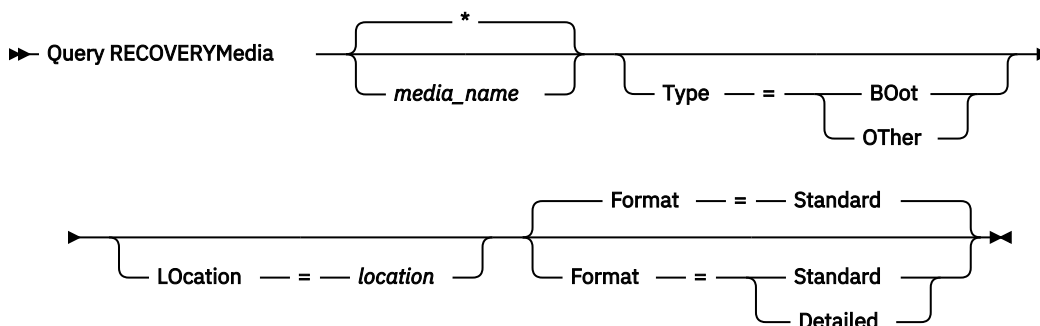 *
Query RECOVERYMedia
media_name
Type = BOot
OTher
Format = Standard
LOcation = location
Format = Standard
Detailed